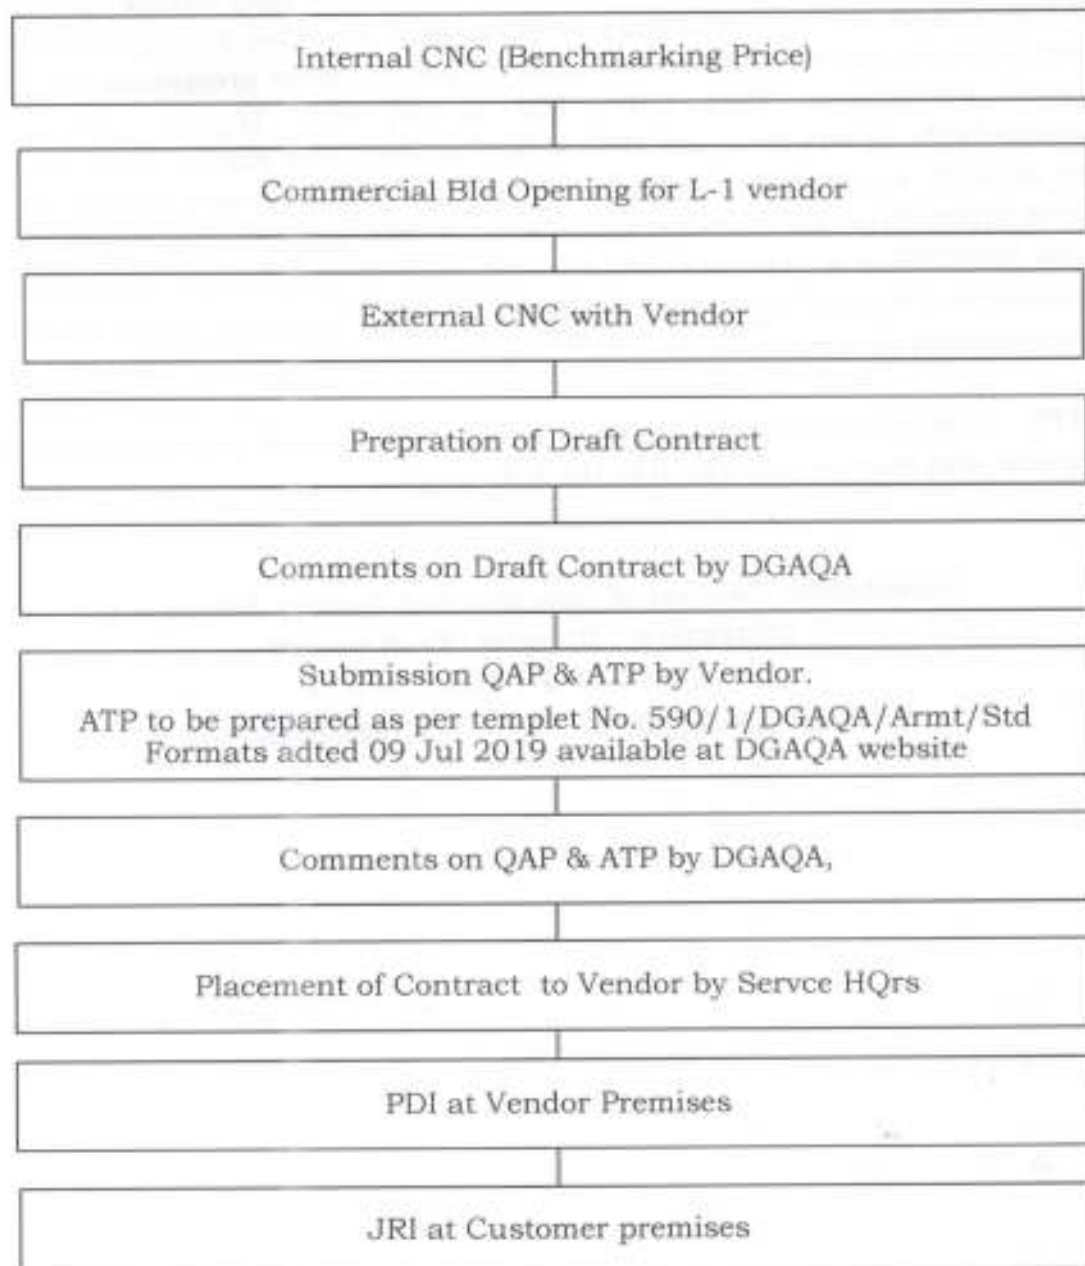 Internal CNC (Benchmarking Price)
Commercial BId Opening for L-1 vendor
External CNC with Vendor
Prepration of Draft Contract
Comments on Draft Contract by DGAQA
Submission QAP & ATP by Vendor.
ATP to be prepared as per templet No. 590/1/DGAQA/Armt/Std
Formats adted 09 Jul 2019 available at DGAQA website
Comments on QAP & ATP by DGAQA,
Placement of Contract to Vendor by Servce HQrs
PDI at Vendor Premises
JRI at Customer premises